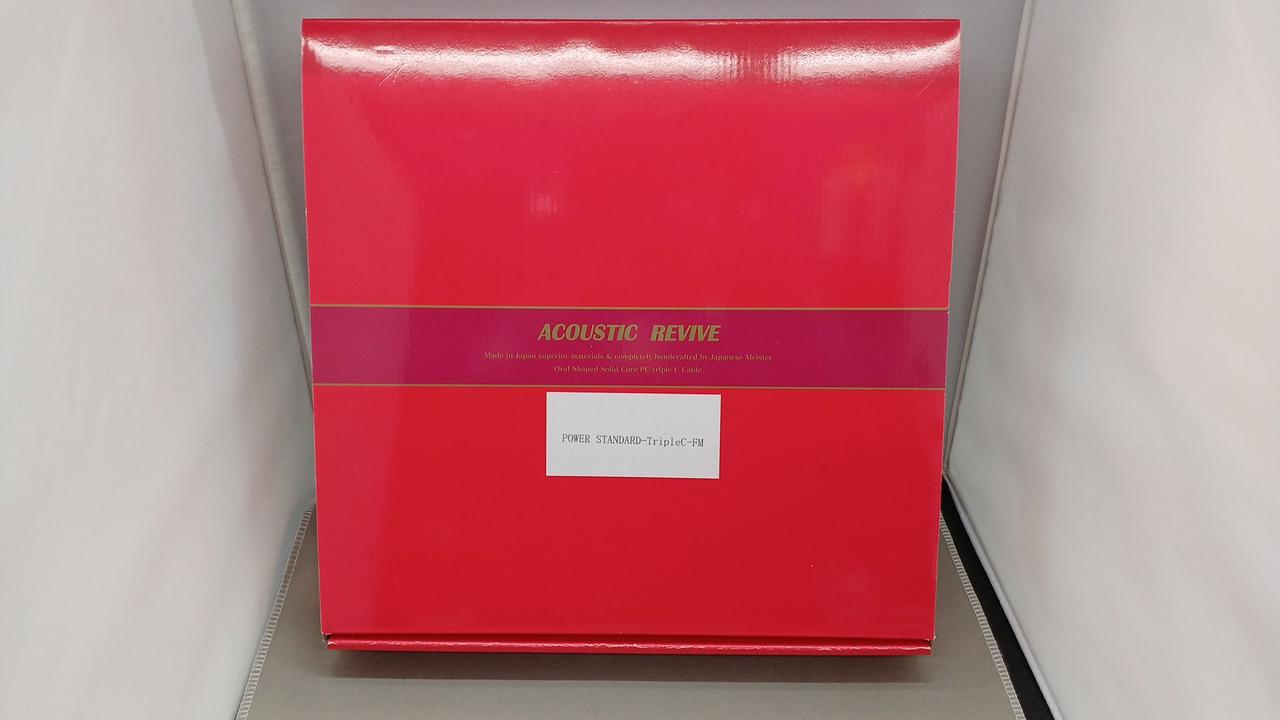 ACOUSTIC REVIVE
Made in Japan superior materials & completely handcrafted by Japanese Meister
Oval Shaped Solid Core PC-triple C Cable
POWER STANDARD-TripleC-FM